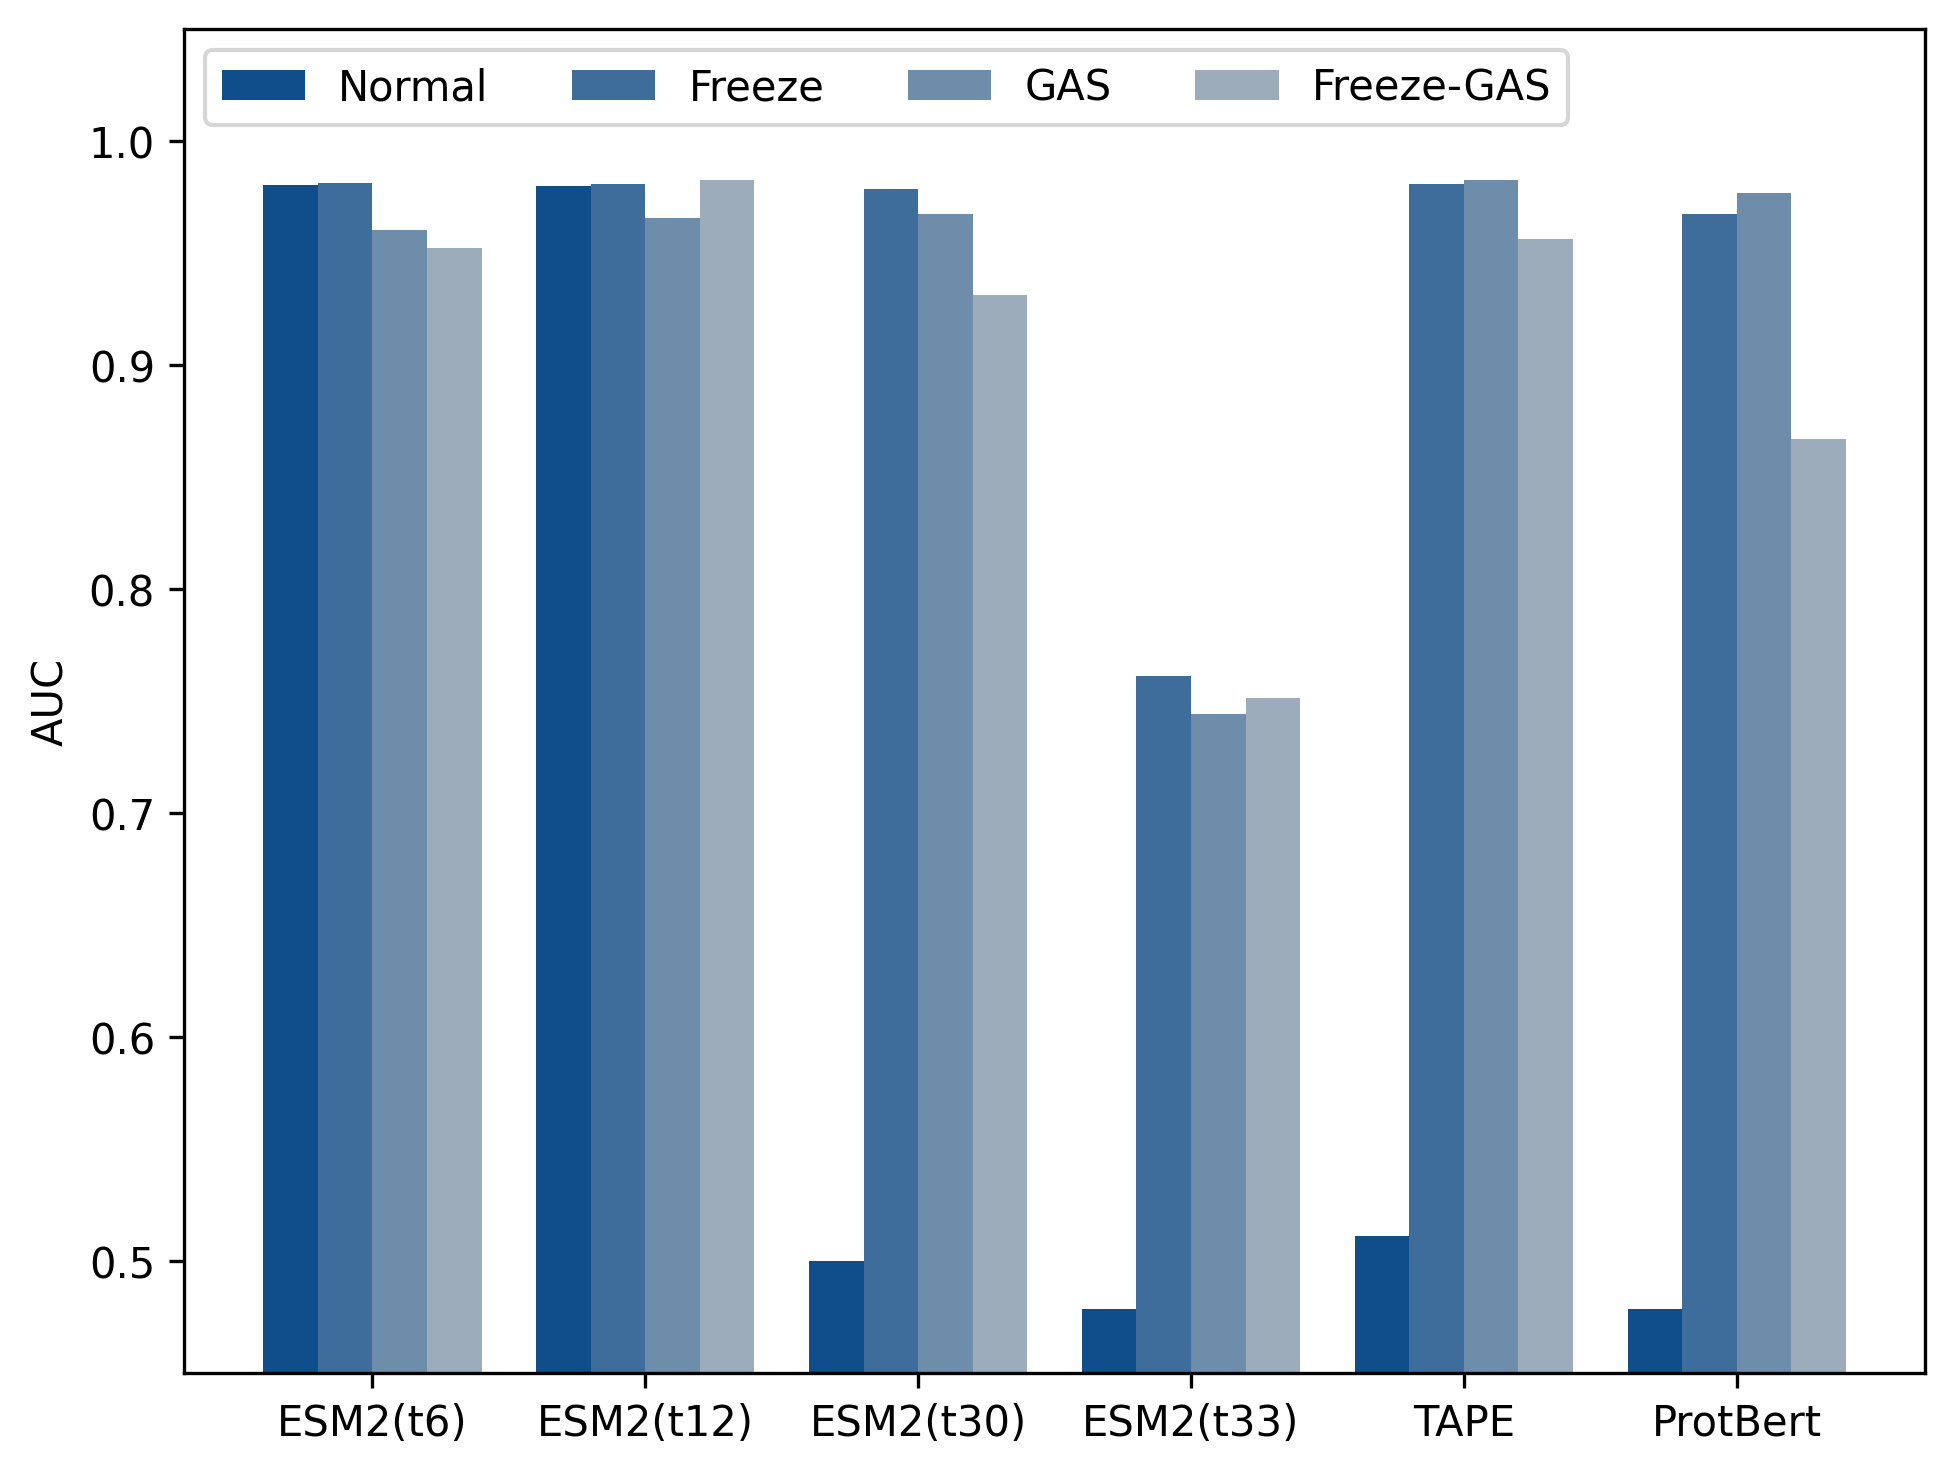 Normal Freeze GAS Freeze-GAS
1.0
0.9
0.8
0.7
0.6
0.5
AUC
ESM2(t6) ESM2(t12) ESM2(t30) ESM2(t33) TAPE ProtBert